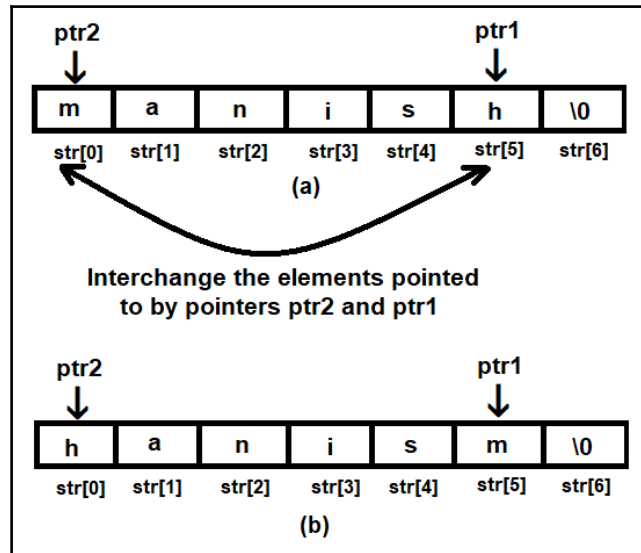 ptr2 ptr1
m a n i s h \0
str[0] str[1] str[2] str[3] str[4] str[5] str[6]
(a)
Interchange the elements pointed
to by pointers ptr2 and ptr1
ptr2 ptr1
h a n i s m \0
str[0] str[1] str[2] str[3] str[4] str[5] str[6]
(b)